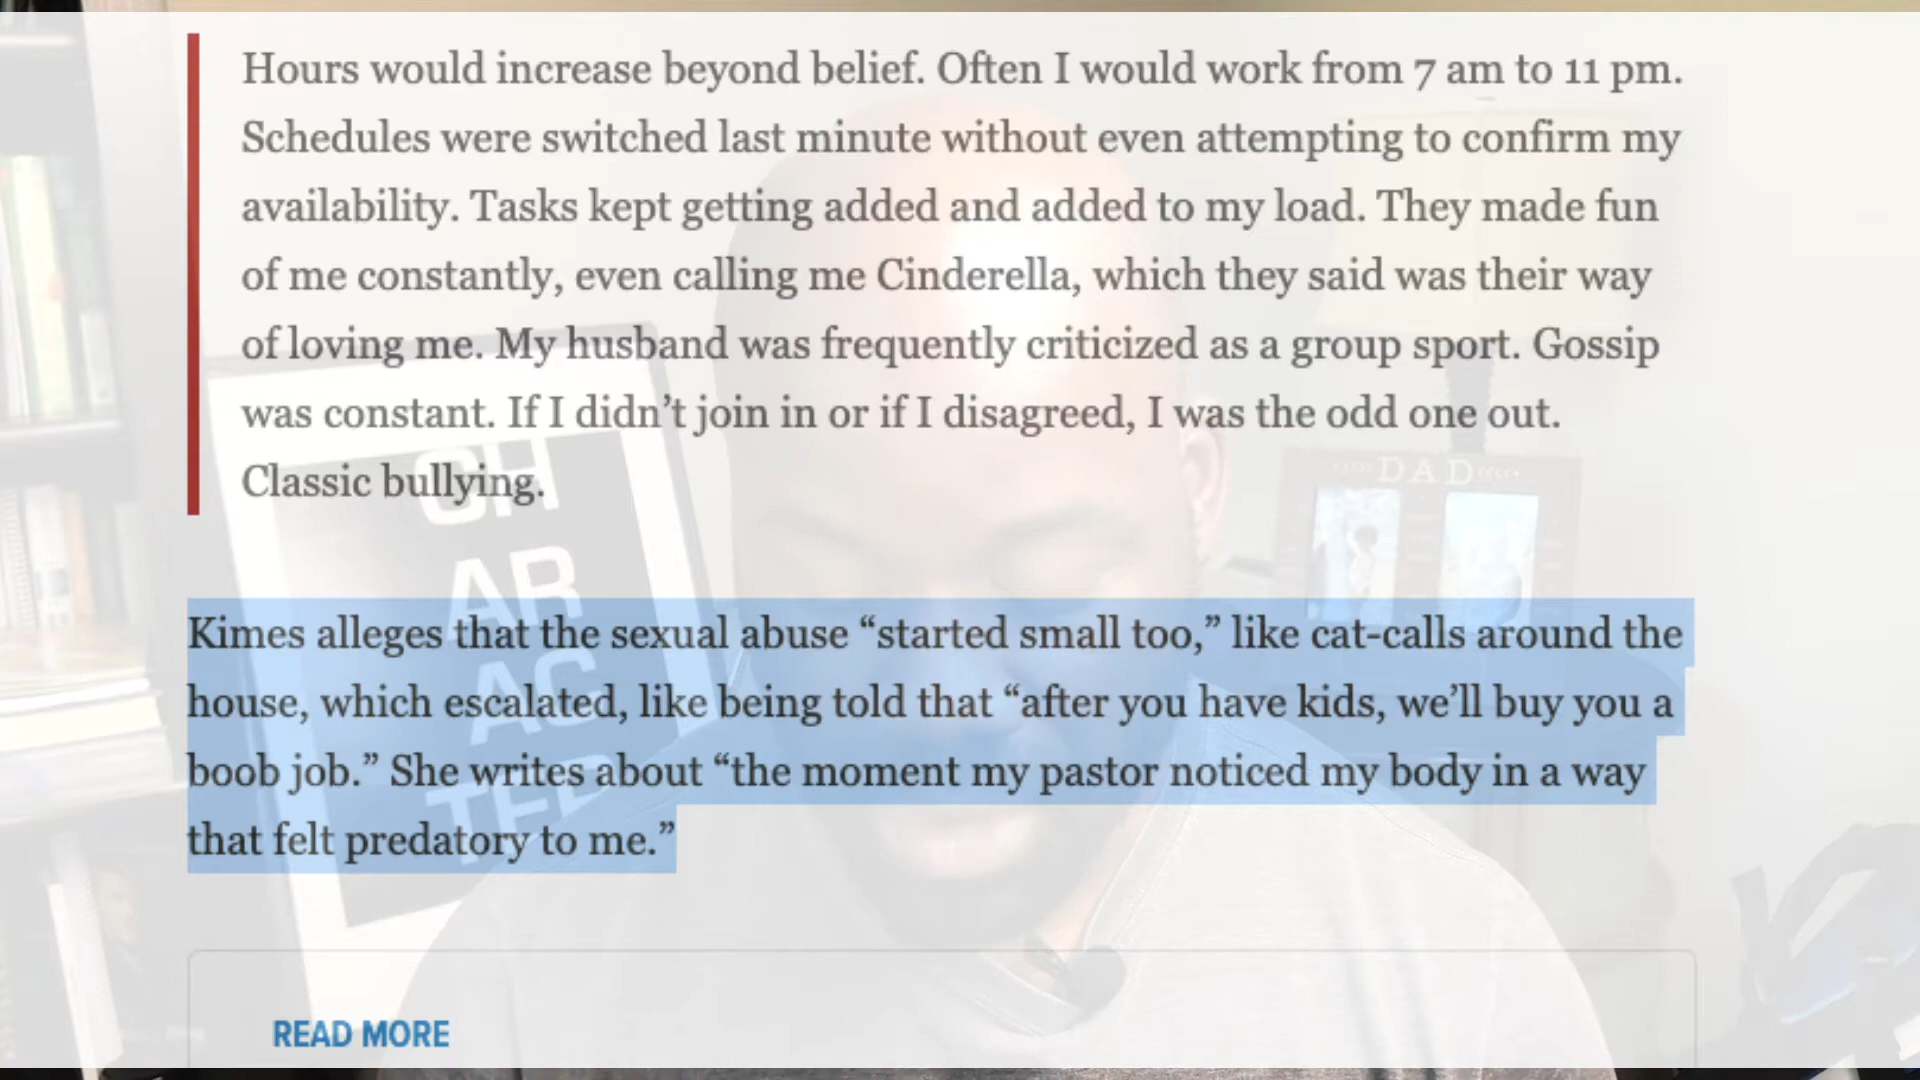 Hours would increase beyond belief. Often I would work from 7 am to 11 pm.
Schedules were switched last minute without even attempting to confirm my
availability. Tasks kept getting added and added to my load. They made fun
of me constantly, even calling me Cinderella, which they said was their way
of loving me. My husband was frequently criticized as a group sport. Gossip
was constant. If I didn’t join in or if I disagreed, I was the odd one out.
Classic bullying.
DAD
CH
AR
AC
TED
Kimes alleges that the sexual abuse “started small too,” like cat-calls around the
house, which escalated, like being told that “after you have kids, we’ll buy you a
boob job.” She writes about “the moment my pastor noticed my body in a way
that felt predatory to me.”
READ MORE